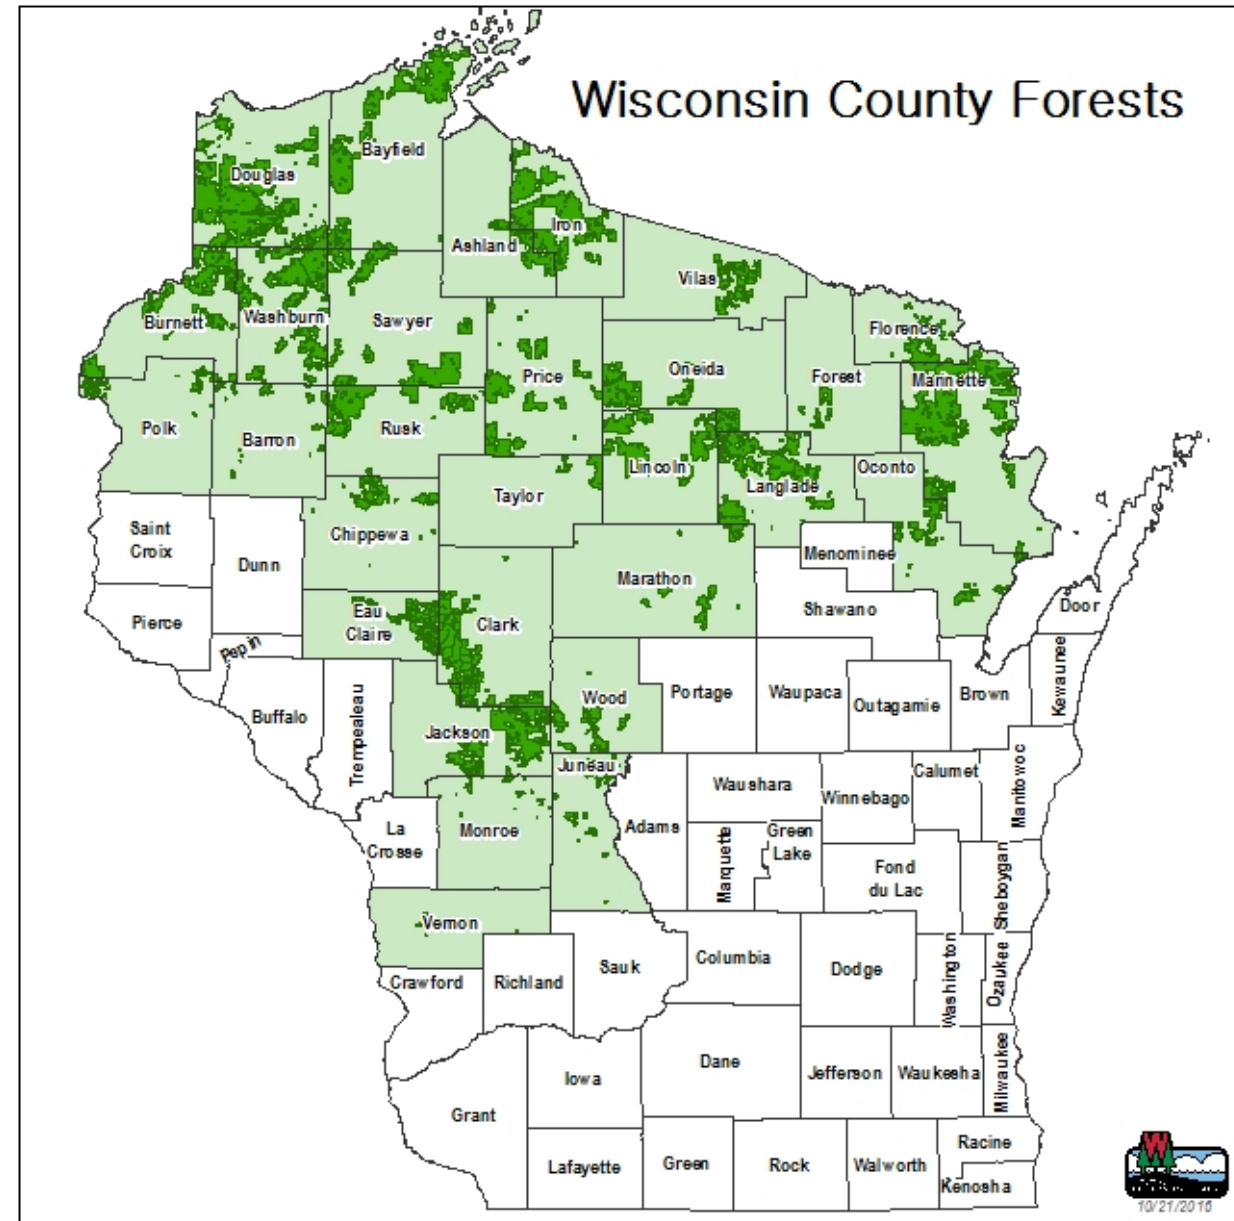 Wisconsin County Forests
Bayfield
Douglas
Iron
Ashland
Vilas
Burnett
Washburn
Sawyer
Florence
Price
Oneida
Forest
Marinette
Polk
Barron
Rusk
Lincoln
Langlade
Oconto
Taylor
Saint
Croix
Dunn
Chippewa
Menominee
Marathon
Shawano
Door
Pierce
Eau
Claire
Clark
Pepin
Buffalo
Trempealeau
Jackson
Wood
Portage
Waupaca
Outagamie
Brown
Kewaunee
Juneau
Waushara
Winnebago
Calumet
Manitowoc
La
Crosse
Monroe
Adams
Marquette
Green
Lake
Fond
du Lac
Sheboygan
Vernon
Crawford
Richland
Sauk
Columbia
Dodge
Washington
Ozaukee
Grant
Iowa
Dane
Jefferson
Waukesha
Milwaukee
Lafayette
Green
Rock
Walworth
Racine
Kenosha
W
10/21/2016